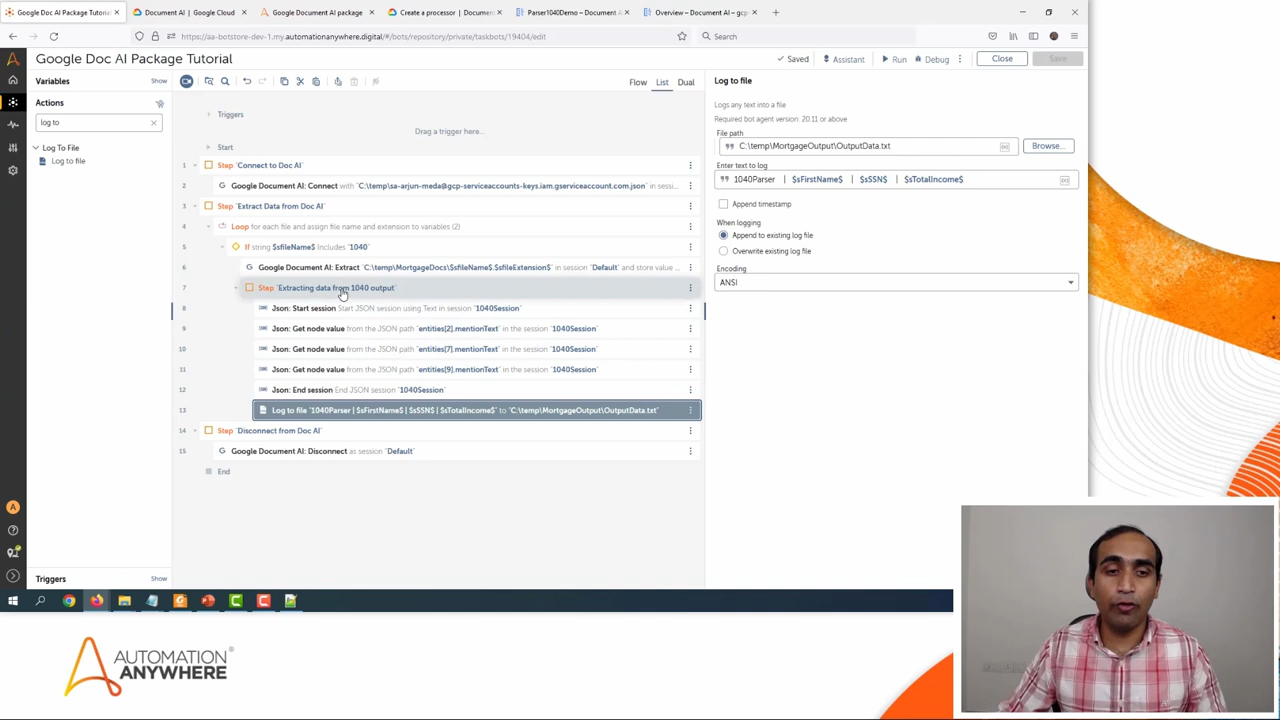 Google Doc AI Package Tutoria
Document AI | Google Cloud
Google Document AI package
Create a processor | Documen
Parser1040Demo – Document A
Overview – Document AI – gcp
https://aa-botstore-dev-1.my.automationanywhere.digital/#/bots/repository/private/taskbots/19404/edit
Search
Google Doc AI Package Tutorial
Saved
Assistant
Run
Debug
Close
Save
Variables
Show
Flow
List
Dual
Log to file
Actions
log to
Log To File
Log to file
Triggers
Drag a trigger here...
Start
1 Step "Connect to Doc AI"
2 Google Document AI: Connect with "C:\temp\sa-arjun-meda@gcp-serviceaccounts-keys.iam.gserviceaccount.com.json" in sessi...
3 Step "Extract Data from Doc AI"
4 Loop for each file and assign file name and extension to variables (2)
5 If string $sfileName$ Includes "1040"
6 Google Document AI: Extract "C:\temp\MortgageDocs\$sfileName$.$sfileExtension$" in session "Default" and store value ...
7 Step "Extracting data from 1040 output"
8 Json: Start session Start JSON session using Text in session "1040Session"
9 Json: Get node value from the JSON path "entities[2].mentionText" in the session "1040Session"
10 Json: Get node value from the JSON path "entities[7].mentionText" in the session "1040Session"
11 Json: Get node value from the JSON path "entities[9].mentionText" in the session "1040Session"
12 Json: End session End JSON session "1040Session"
13 Log to file "1040Parser | $sFirstName$ | $sSSN$ | $sTotalIncome$" to "C:\temp\MortgageOutput\OutputData.txt"
14 Step "Disconnect from Doc AI"
15 Google Document AI: Disconnect as session "Default"
End
Logs any text into a file
Required bot agent version: 20.11 or above
File path
C:\temp\MortgageOutput\OutputData.txt
Browse...
Enter text to log
1040Parser | $sFirstName$ | $sSSN$ | $sTotalIncome$
Append timestamp
When logging
Append to existing log file
Overwrite existing log file
Encoding
ANSI
Triggers
Show
AUTOMATION
ANYWHERE